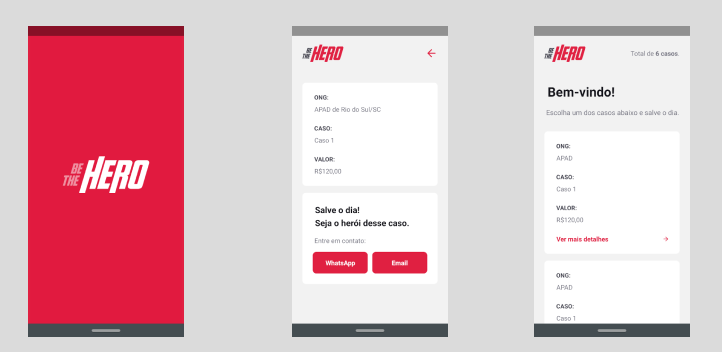 BE
THE HERO
BE
THE HERO
ONG:
APAD de Rio do Sul/SC
CASO:
Caso 1
VALOR:
R$120,00
Salve o dia!
Seja o herói desse caso.
Entre em contato:
WhatsApp Email
BE
THE HERO
Total de 6 casos.
Bem-vindo!
Escolha um dos casos abaixo e salve o dia.
ONG:
APAD
CASO:
Caso 1
VALOR:
R$120,00
Ver mais detalhes
ONG:
APAD
CASO:
Caso 1